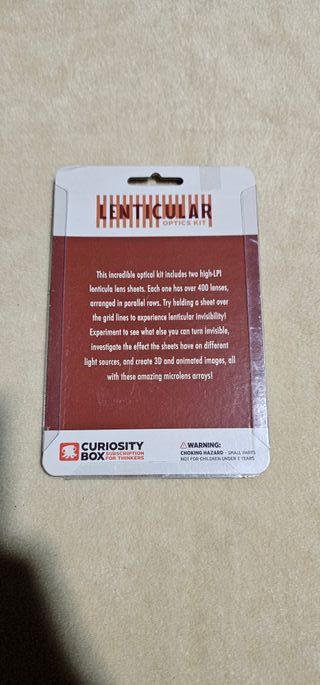 LENTICULAR
OPTICS KIT
This incredible optical kit includes two high-LPI
lenticula lens sheets. Each one has over 400 lenses,
arranged in parallel rows. Try holding a sheet over
the grid lines to experience lenticular invisibility!
Experiment to see what else you can turn invisible,
investigate the effect the sheets have on different
light sources, and create 3D and animated images, all
with these amazing microlens arrays!
CURIOSITY
BOX SUBSCRIPTION
FOR THINKERS
WARNING:
CHOKING HAZARD - SMALL PARTS
NOT FOR CHILDREN UNDER 3 YEARS